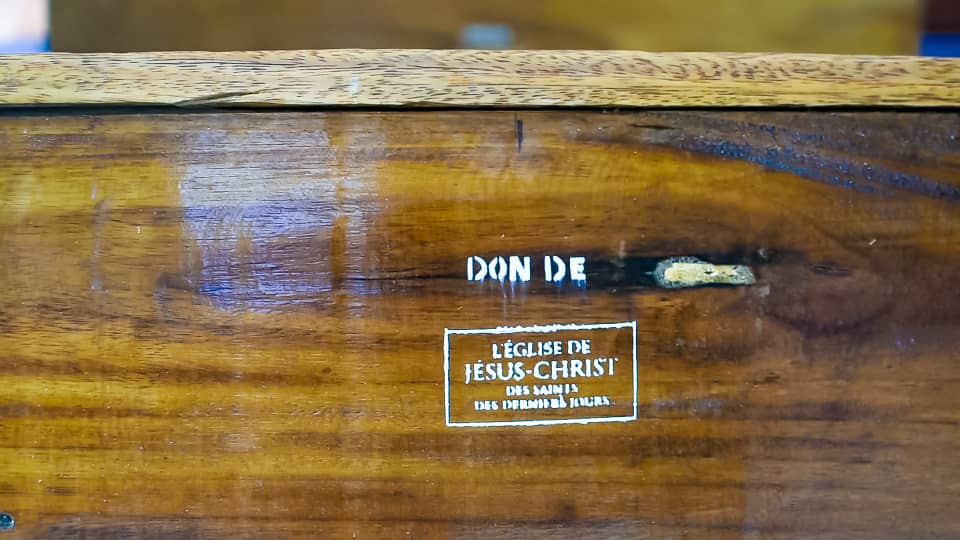 DON DE
L'ÉGLISE DE
JÉSUS-CHRIST
DES SAINTS
DES DERNIERS JOURS